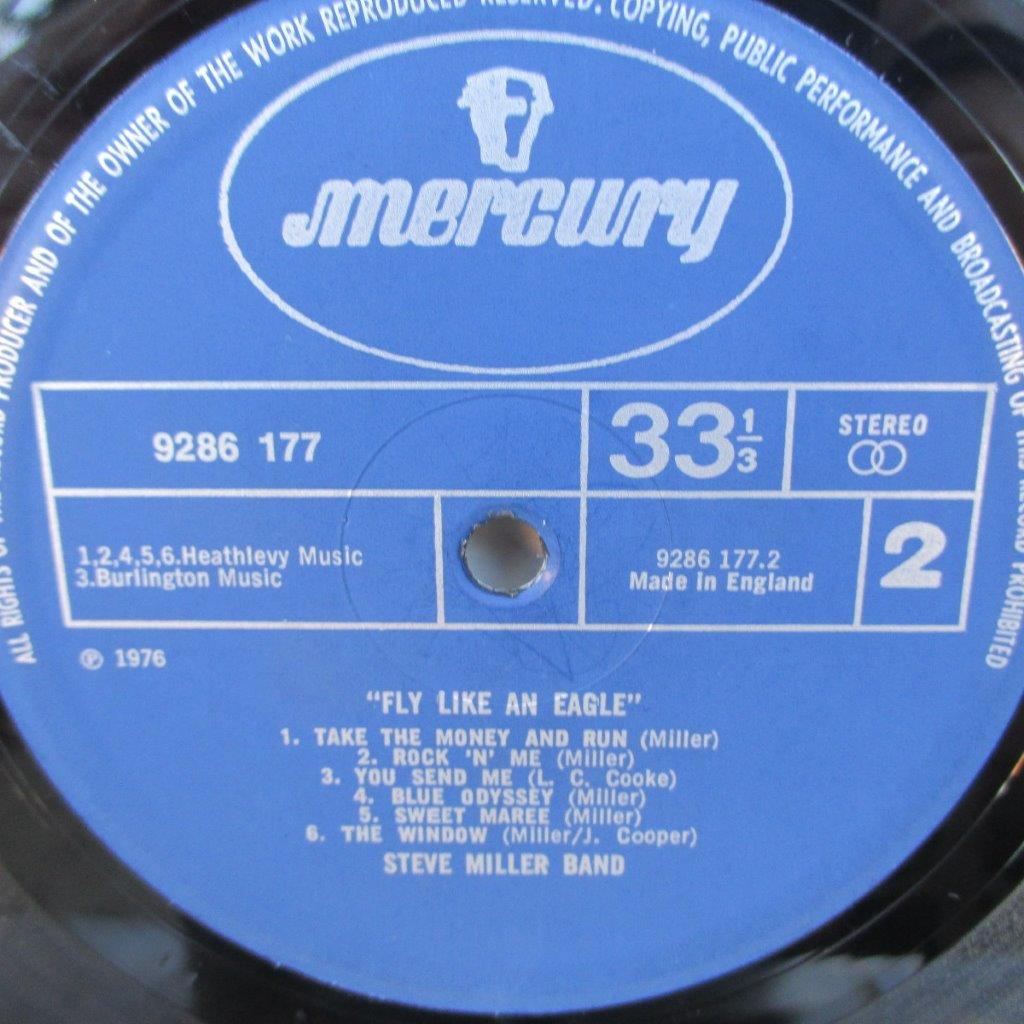 ALL RIGHTS OF THE RECORD PRODUCER AND OF THE OWNER OF THE WORK REPRODUCED RESERVED. COPYING, PUBLIC PERFORMANCE AND BROADCASTING OF THIS RECORD PROHIBITED
mercury
9286 177
33 1/3
STEREO
1,2,4,5,6.Heathlevy Music
3.Burlington Music
9286 177.2
Made in England
2
℗ 1976
"FLY LIKE AN EAGLE"
1. TAKE THE MONEY AND RUN (Miller)
2. ROCK 'N' ME (Miller)
3. YOU SEND ME (L. C. Cooke)
4. BLUE ODYSSEY (Miller)
5. SWEET MAREE (Miller)
6. THE WINDOW (Miller/J. Cooper)
STEVE MILLER BAND